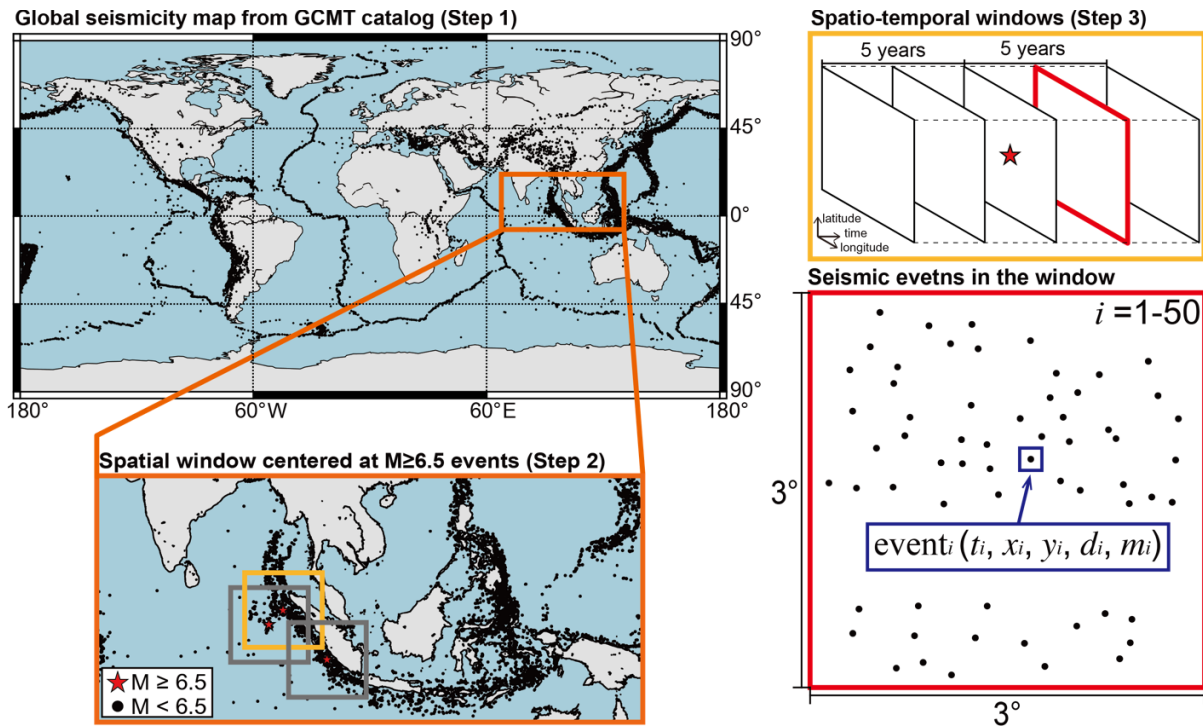 Global seismicity map from GCMT catalog (Step 1)
90°
45°
0°
45°
90°
180°
60°W
60°E
180°
Spatial window centered at M≥6.5 events (Step 2)
M ≥ 6.5
M < 6.5
Spatio-temporal windows (Step 3)
5 years
5 years
latitude
time
longitude
Seismic evetns in the window
i =1-50
3°
eventi (ti, xi, yi, di, mi)
3°